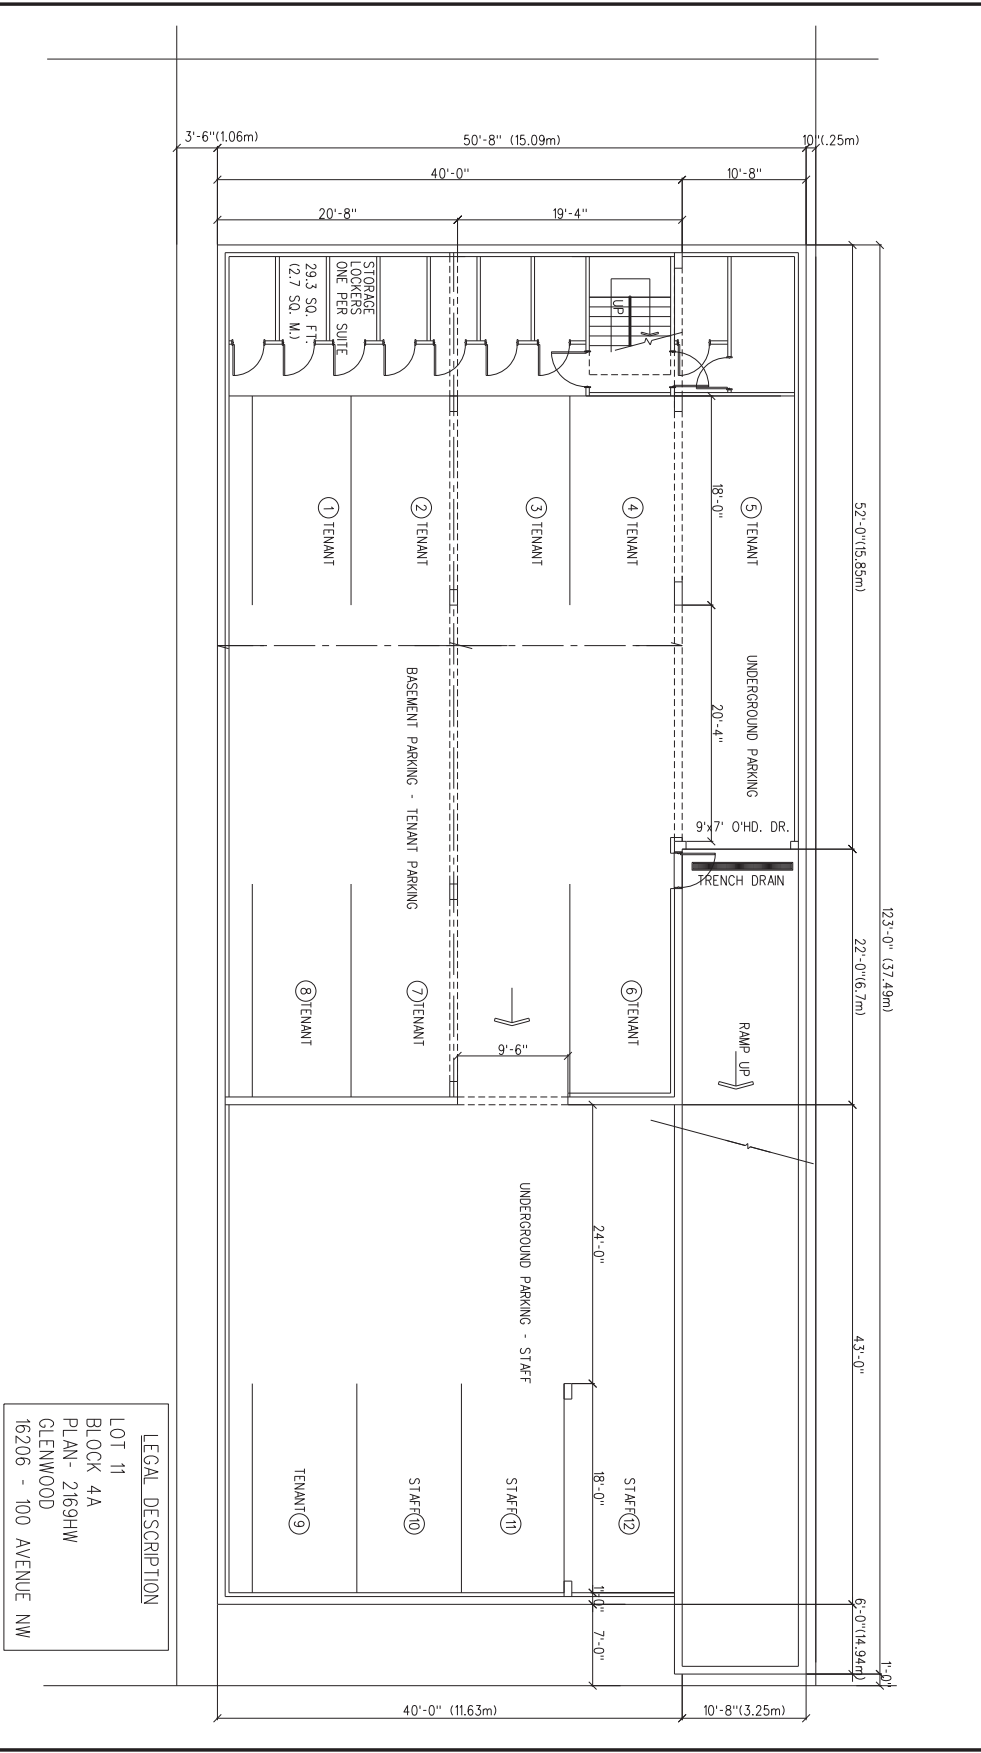 3'-6"(1.06m)
50'-8" (15.09m)
10"(.25m)
40'-0"
10'-8"
20'-8"
19'-4"
STORAGE
LOCKERS
ONE PER SUITE
29.3 SQ. FT.
(2.7 SQ. M.)
UP
1 TENANT
2 TENANT
3 TENANT
4 TENANT
18'-0"
5 TENANT
52'-0"(15.85m)
BASEMENT PARKING - TENANT PARKING
20'-4"
UNDERGROUND PARKING
9'x7' O'HD. DR.
TRENCH DRAIN
123'-0" (37.49m)
22'-0"(6.7m)
8 TENANT
7 TENANT
6 TENANT
RAMP UP
9'-6"
UNDERGROUND PARKING - STAFF
24'-0"
43'-0"
TENANT 9
STAFF 10
STAFF 11
18'-0"
STAFF 12
1'-0"
7'-0"
6'-0"(14.94m)
1'-0"
40'-0" (11.63m)
10'-8"(3.25m)
LEGAL DESCRIPTION
LOT 11
BLOCK 4A
PLAN- 2169HW
GLENWOOD
16206 - 100 AVENUE NW